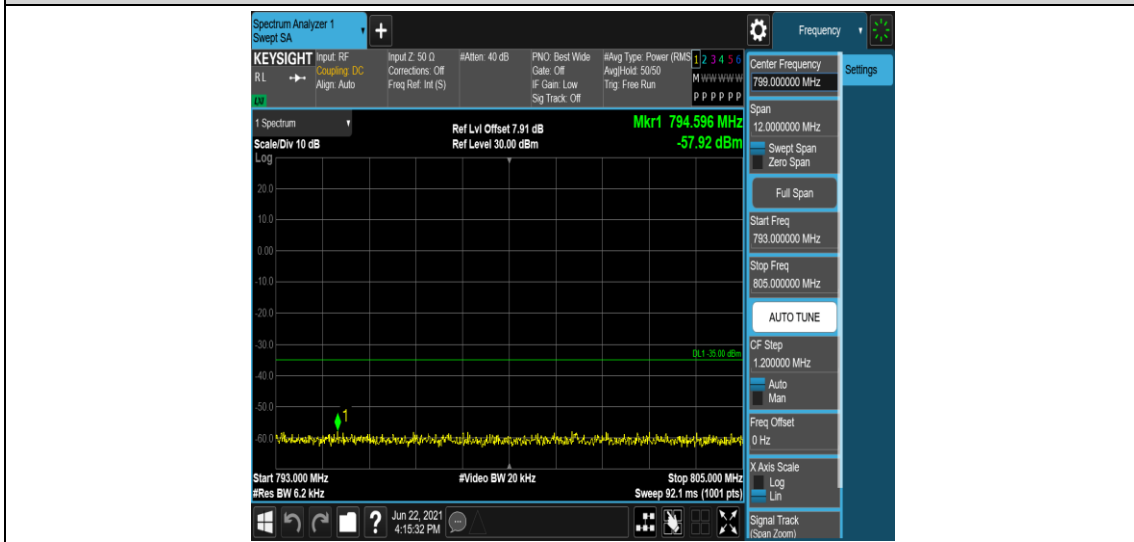 Spectrum Analyzer 1
Swept SA
+
Frequency
KEYSIGHT
RL
LXI
Input: RF
Coupling: DC
Align: Auto
Input Z: 50 Ω
Corrections: Off
Freq Ref: Int (S)
#Atten: 40 dB
PNO: Best Wide
Gate: Off
IF Gain: Low
Sig Track: Off
#Avg Type: Power (RMS
Avg|Hold: 50/50
Trig: Free Run
1 2 3 4 5 6
M W W W W W
P P P P P P
1 Spectrum
Scale/Div 10 dB
Ref Lvl Offset 7.91 dB
Ref Level 30.00 dBm
Mkr1 794.596 MHz
-57.92 dBm
Log
20.0
10.0
0.00
-10.0
-20.0
-30.0
DL1 -35.00 dBm
-40.0
-50.0
1
-60.0
Start 793.000 MHz
#Res BW 6.2 kHz
#Video BW 20 kHz
Stop 805.000 MHz
Sweep 92.1 ms (1001 pts)
?
Jun 22, 2021
4:15:32 PM
Center Frequency
799.000000 MHz
Settings
Span
12.0000000 MHz
Swept Span
Zero Span
Full Span
Start Freq
793.000000 MHz
Stop Freq
805.000000 MHz
AUTO TUNE
CF Step
1.200000 MHz
Auto
Man
Freq Offset
0 Hz
X Axis Scale
Log
Lin
Signal Track
(Span Zoom)